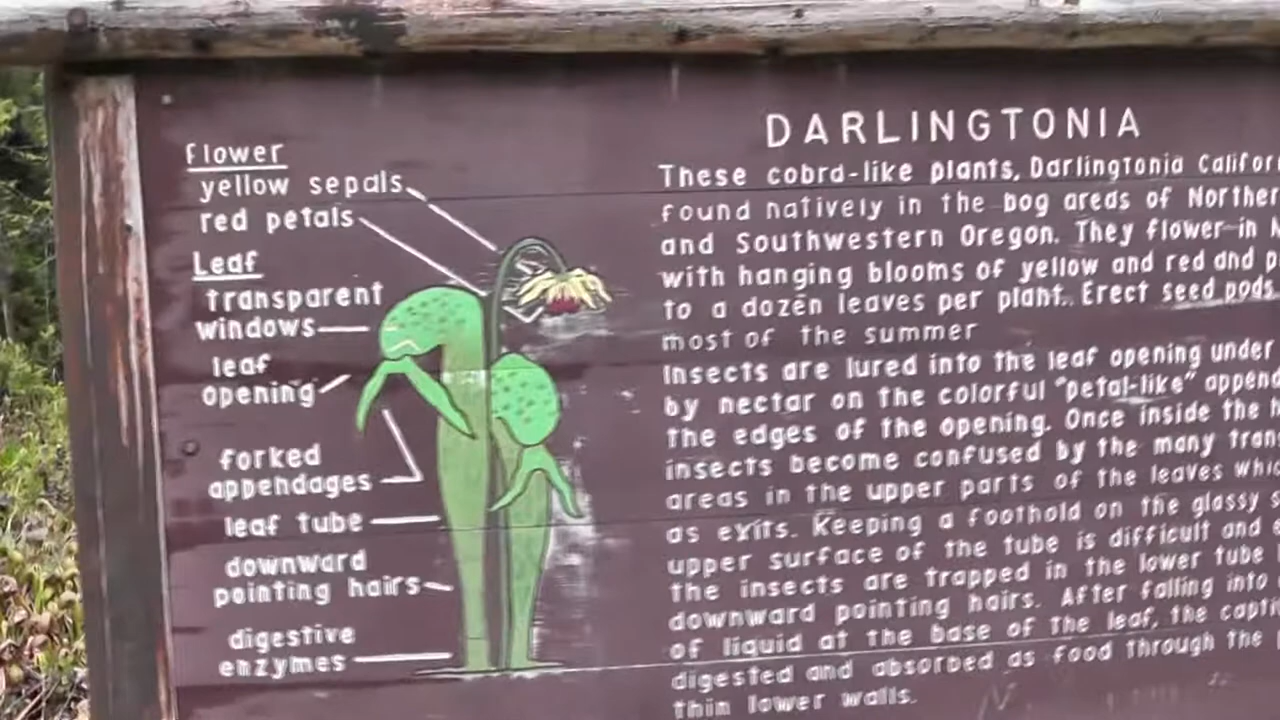 flower
yellow sepals
red petals
Leaf
transparent
windows
leaf
opening
forked
appendages
leaf tube
downward
pointing hairs
digestive
enzymes
DARLINGTONIA
These cobra-like plants, Darlingtonia Califor
found natively in the bog areas of Norther
and Southwestern Oregon. They flower in M
with hanging blooms of yellow and red and p
to a dozen leaves per plant. Erect seed pods
most of the summer
Insects are lured into the leaf opening under
by nectar on the colorful "petal-like" append
the edges of the opening. Once inside the h
insects become confused by the many tran
areas in the upper parts of the leaves whic
as exits. Keeping a foothold on the glassy s
upper surface of the tube is difficult and
the insects are trapped in the lower tube
downward pointing hairs. After falling into
of liquid at the base of the leaf, the capti
digested and absorbed as food through the
thin lower walls.